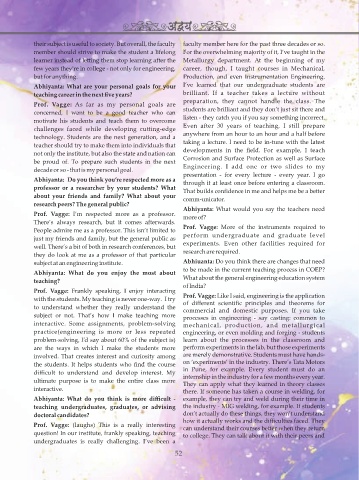 अद्वैत
their subject is useful to society. But overall, the faculty
member should strive to make the student a lifelong
learner instead of letting them stop learning after the
few years they're in college - not only for engineering,
but for anything.
Abhiyanta: What are your personal goals for your
teaching career in the next five years?
Prof. Vagge: As far as my personal goals are
concerned, I want to be a good teacher who can
motivate his students and teach them to overcome
challenges faced while developing cutting-edge
technology. Students are the next generation, and a
teacher should try to make them into individuals that
not only the institute, but also the state and nation can
be proud of. To prepare such students in the next
decade or so - that is my personal goal.
Abhiyanta: Do you think you're respected more as a
professor or a researcher by your students? What
about your friends and family? What about your
research peers? The general public?
Prof. Vagge: I'm respected more as a professor.
There's always research, but it comes afterwards.
People admire me as a professor. This isn't limited to
just my friends and family, but the general public as
well. There's a bit of both in research conferences, but
they do look at me as a professor of that particular
subject at an engineering institute.
Abhiyanta: What do you enjoy the most about
teaching?
Prof. Vagge: Frankly speaking, I enjoy interacting
with the students. My teaching is never one-way. I try
to understand whether they really understand the
subject or not. That's how I make teaching more
interactive. Some assignments, problem-solving
practice/engineering is more or less repeated
problem solving. I'd say about 60% of the subject is)
are the ways in which I make the students more
involved. That creates interest and curiosity among
the students. It helps students who find the course
difficult to understand and develop interest. My
ultimate purpose is to make the entire class more
interactive.
Abhiyanta: What do you think is more difficult -
teaching undergraduates, graduates, or advising
doctoral candidates?
Prof. Vagge: (laughs) This is a really interesting
question! In our institute, frankly speaking, teaching
undergraduates is really challenging. I've been a
faculty member here for the past three decades or so.
For the overwhelming majority of it, I've taught in the
Metallurgy department. At the beginning of my
career, though, I taught courses in Mechanical,
Production, and even Instrumentation Engineering.
I've learned that our undergraduate students are
brilliant. If a teacher takes a lecture without
preparation, they cannot handle the class. The
students are brilliant and they don't just sit there and
listen - they catch you if you say something incorrect.
Even after 30 years of teaching, I still prepare
anywhere from an hour to an hour and a half before
taking a lecture. I need to be in-tune with the latest
developments in the field. For example, I teach
Corrosion and Surface Protection as well as Surface
Engineering. I add one or two slides to my
presentation - for every lecture - every year. I go
through it at least once before entering a classroom.
That builds confidence in me and helps me be a better
communicator.
Abhiyanta: What would you say the teachers need
more of?
Prof. Vagge: More of the instruments required to
perform undergraduate and graduate level
experiments. Even other facilities required for
research are required.
Abhiyanta: Do you think there are changes that need
to be made in the current teaching process in COEP?
What about the general engineering education system
of India?
Prof. Vagge: Like I said, engineering is the application
of different scientific principles and theorems for
commercial and domestic purposes. If you take
processes in engineering - say casting: common to
mechanical, production, and metallurgical
engineering, or even molding and forging - students
learn about the processes in the classroom and
perform experiments in the lab, but those experiments
are merely demonstrative. Students must have hands-
on 'experimenta' in the industry. There's Tata Motors
in Pune, for example. Every student must do an
internship in the industry for a few months every year.
They can apply what they learned in theory classes
there. If someone has taken a course in welding, for
example, they can try and weld during their time in
the industry - MIG welding, for example. If students
don't actually do these things, they won't understand
how it actually works and the difficulties faced. They
can understand their courses better when they return
to college. They can talk about it with their peers and
52